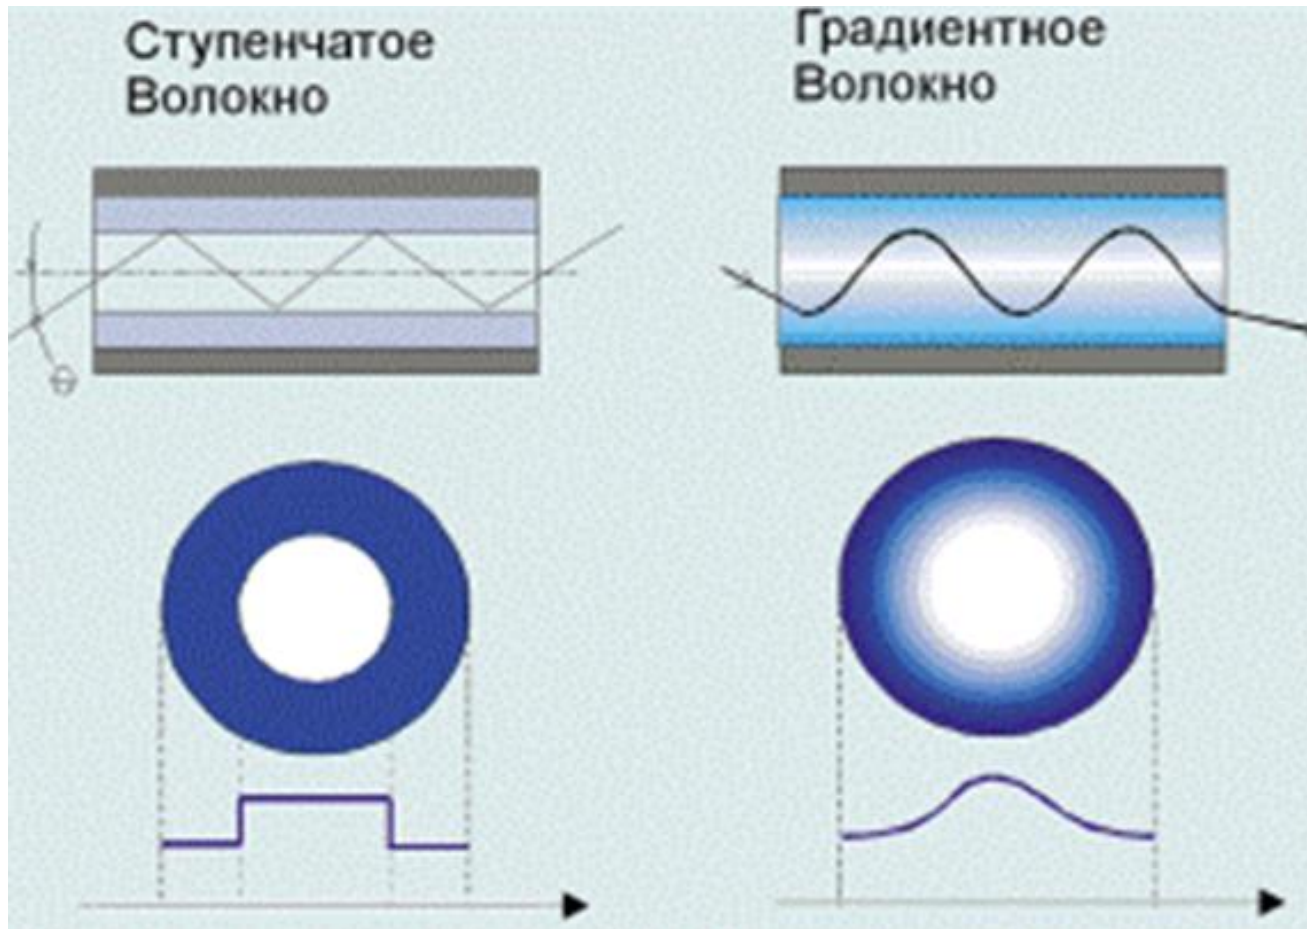 Ступенчатое
Волокно
Градиентное
Волокно
Θ